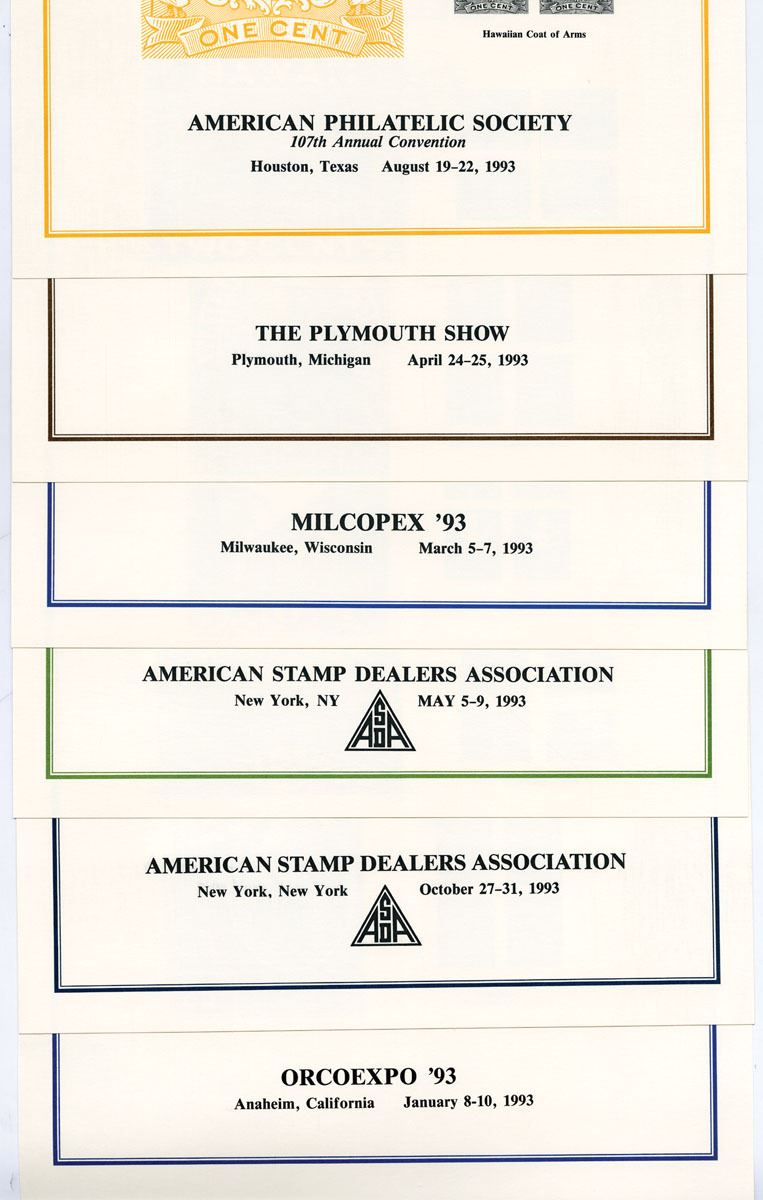 ONE CENT
ONE CENT ONE CENT
Hawaiian Coat of Arms
AMERICAN PHILATELIC SOCIETY
107th Annual Convention
Houston, Texas August 19–22, 1993
THE PLYMOUTH SHOW
Plymouth, Michigan April 24–25, 1993
MILCOPEX ’93
Milwaukee, Wisconsin March 5–7, 1993
AMERICAN STAMP DEALERS ASSOCIATION
New York, NY MAY 5–9, 1993
ASDA
AMERICAN STAMP DEALERS ASSOCIATION
New York, New York October 27–31, 1993
ASDA
ORCOEXPO ’93
Anaheim, California January 8-10, 1993